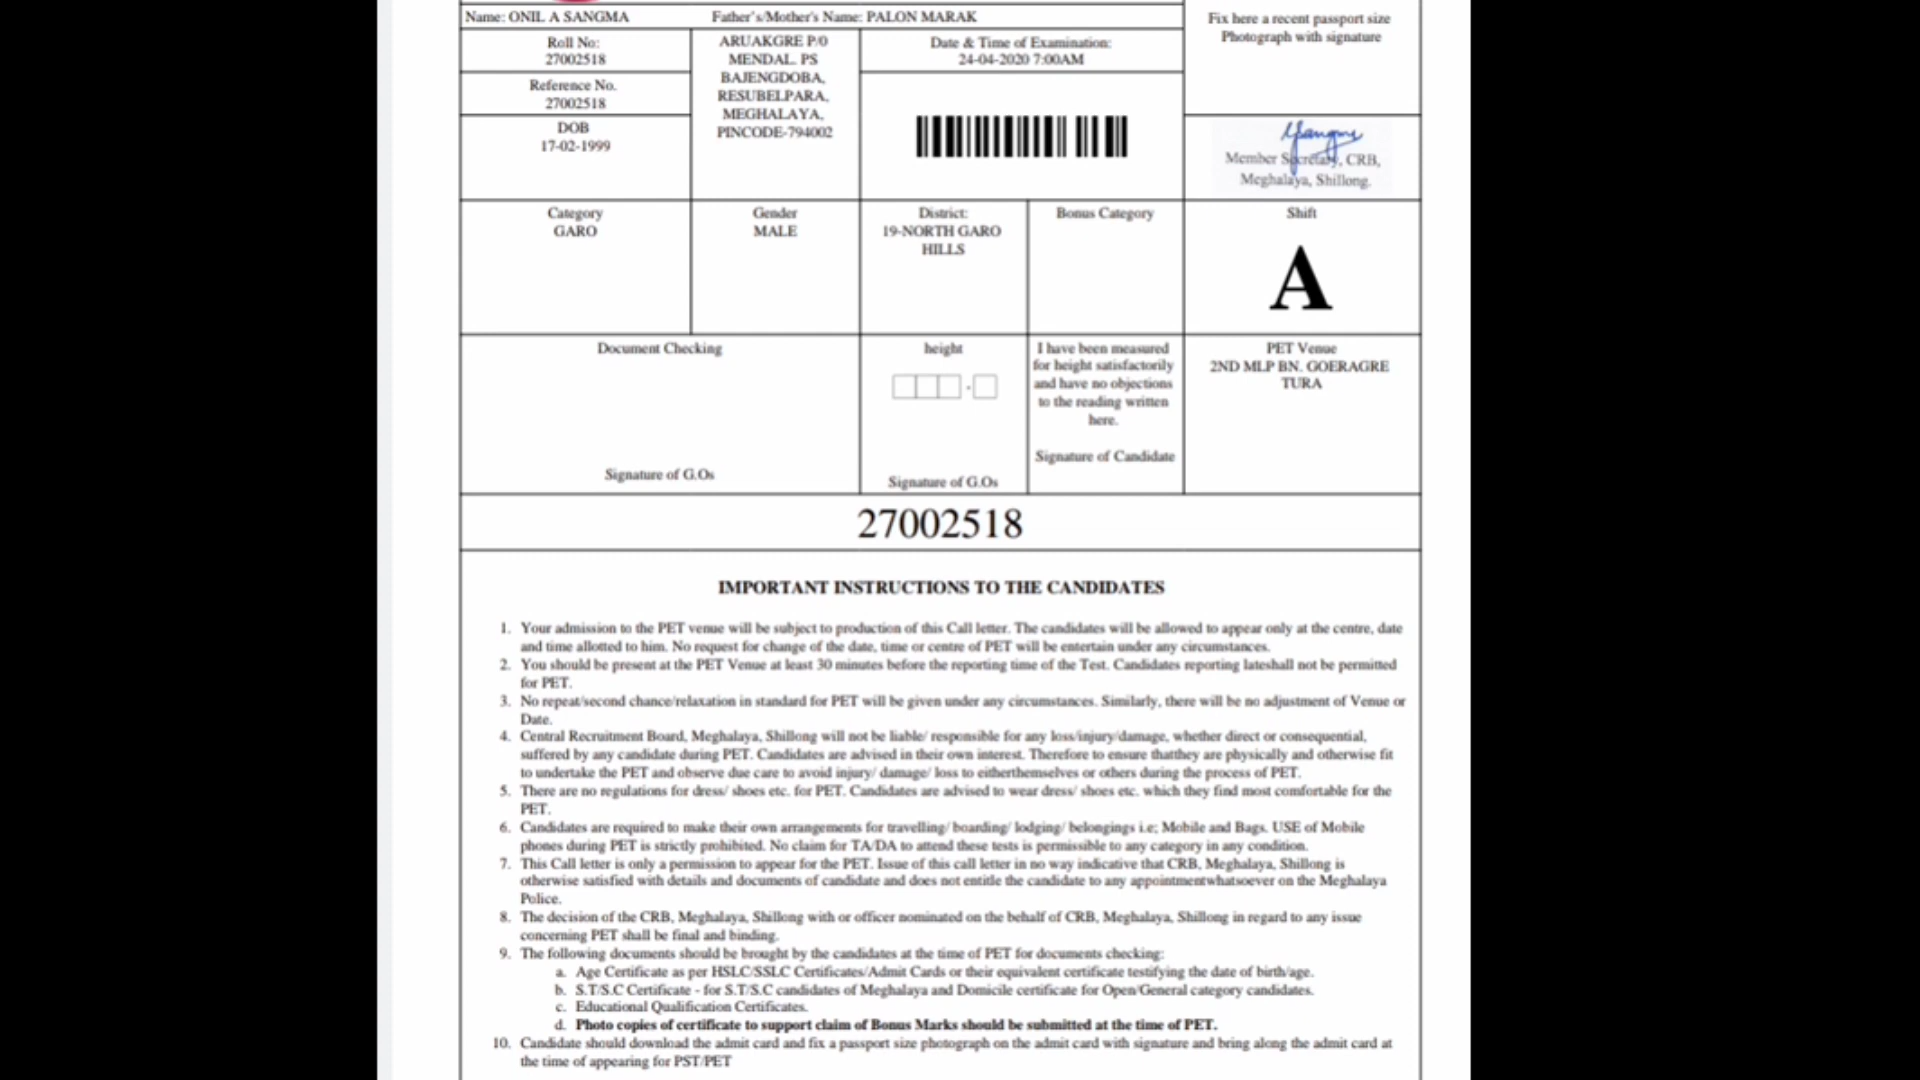 Name: ONIL A SANGMA
Father's/Mother's Name: PALON MARAK
Fix here a recent passport size
Photograph with signature
Roll No:
27002518
Reference No.
27002518
DOB
17-02-1999
ARUAKGRE P/0
MENDAL. PS
BAJENGDOBA,
RESUBELPARA,
MEGHALAYA,
PINCODE-794002
Date & Time of Examination:
24-04-2020 7:00AM
Member Secretary, CRB,
Meghalaya, Shillong.
Category
GARO
Gender
MALE
District:
19-NORTH GARO
HILLS
Bonus Category
Shift
A
Document Checking
Signature of G.Os
height
Signature of G.Os
I have been measured
for height satisfactorily
and have no objections
to the reading written
here.
Signature of Candidate
PET Venue
2ND MLP BN. GOERAGRE
TURA
27002518
IMPORTANT INSTRUCTIONS TO THE CANDIDATES
1. Your admission to the PET venue will be subject to production of this Call letter. The candidates will be allowed to appear only at the centre, date
and time allotted to him. No request for change of the date, time or centre of PET will be entertain under any circumstances.
2. You should be present at the PET Venue at least 30 minutes before the reporting time of the Test. Candidates reporting lateshall not be permitted
for PET.
3. No repeat/second chance/relaxation in standard for PET will be given under any circumstances. Similarly, there will be no adjustment of Venue or
Date.
4. Central Recruitment Board, Meghalaya, Shillong will not be liable/ responsible for any loss/injury/damage, whether direct or consequential,
suffered by any candidate during PET. Candidates are advised in their own interest. Therefore to ensure thatthey are physically and otherwise fit
to undertake the PET and observe due care to avoid injury/ damage/ loss to eitherthemselves or others during the process of PET.
5. There are no regulations for dress/ shoes etc. for PET. Candidates are advised to wear dress/ shoes etc. which they find most comfortable for the
PET.
6. Candidates are required to make their own arrangements for travelling/ boarding/ lodging/ belongings i.e; Mobile and Bags. USE of Mobile
phones during PET is strictly prohibited. No claim for TA/DA to attend these tests is permissible to any category in any condition.
7. This Call letter is only a permission to appear for the PET. Issue of this call letter in no way indicative that CRB, Meghalaya, Shillong is
otherwise satisfied with details and documents of candidate and does not entitle the candidate to any appointmentwhatsoever on the Meghalaya
Police.
8. The decision of the CRB, Meghalaya, Shillong with or officer nominated on the behalf of CRB, Meghalaya, Shillong in regard to any issue
concerning PET shall be final and binding.
9. The following documents should be brought by the candidates at the time of PET for documents checking:
a. Age Certificate as per HSLC/SSLC Certificates/Admit Cards or their equivalent certificate testifying the date of birth/age.
b. S.T/S.C Certificate - for S.T/S.C candidates of Meghalaya and Domicile certificate for Open/General category candidates.
c. Educational Qualification Certificates.
d. Photo copies of certificate to support claim of Bonus Marks should be submitted at the time of PET.
10. Candidate should download the admit card and fix a passport size photograph on the admit card with signature and bring along the admit card at
the time of appearing for PST/PET